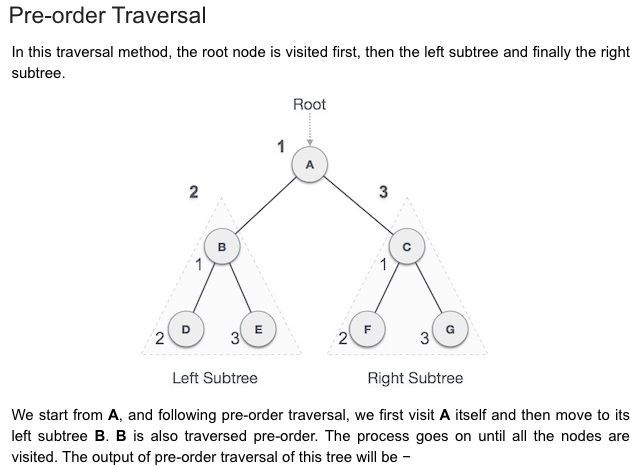 Pre-order Traversal
In this traversal method, the root node is visited first, then the left subtree and finally the right
subtree.
Root
1
A
2
3
B
C
1
1
D
E
F
G
2
3
2
3
Left Subtree
Right Subtree
We start from A, and following pre-order traversal, we first visit A itself and then move to its
left subtree B. B is also traversed pre-order. The process goes on until all the nodes are
visited. The output of pre-order traversal of this tree will be −